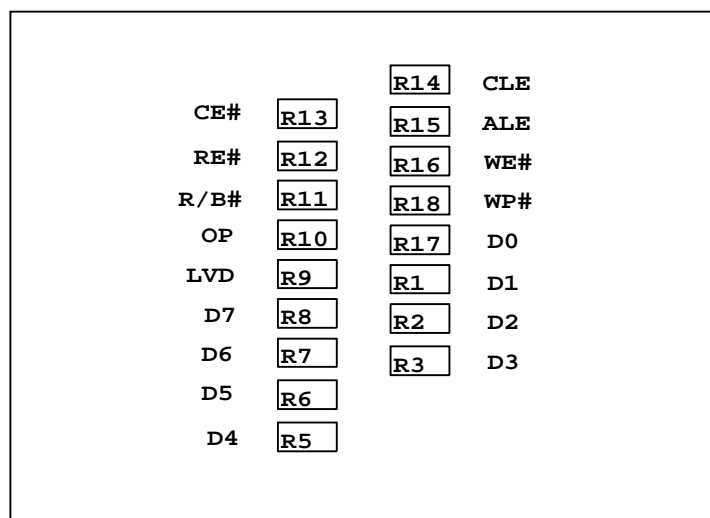 R14 CLE
CE# R13
R15 ALE
RE# R12
R16 WE#
R/B# R11
R18 WP#
OP R10
R17 D0
LVD R9
R1 D1
D7 R8
R2 D2
D6 R7
R3 D3
D5 R6
D4 R5